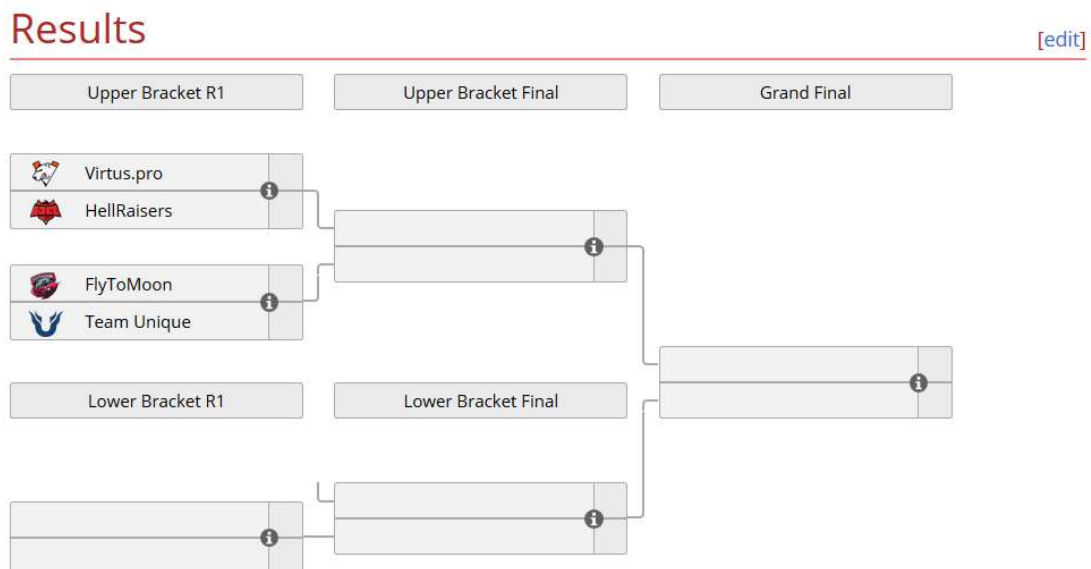 Results
[edit]
Upper Bracket R1
Upper Bracket Final
Grand Final
Virtus.pro
HellRaisers
FlyToMoon
Team Unique
Lower Bracket R1
Lower Bracket Final